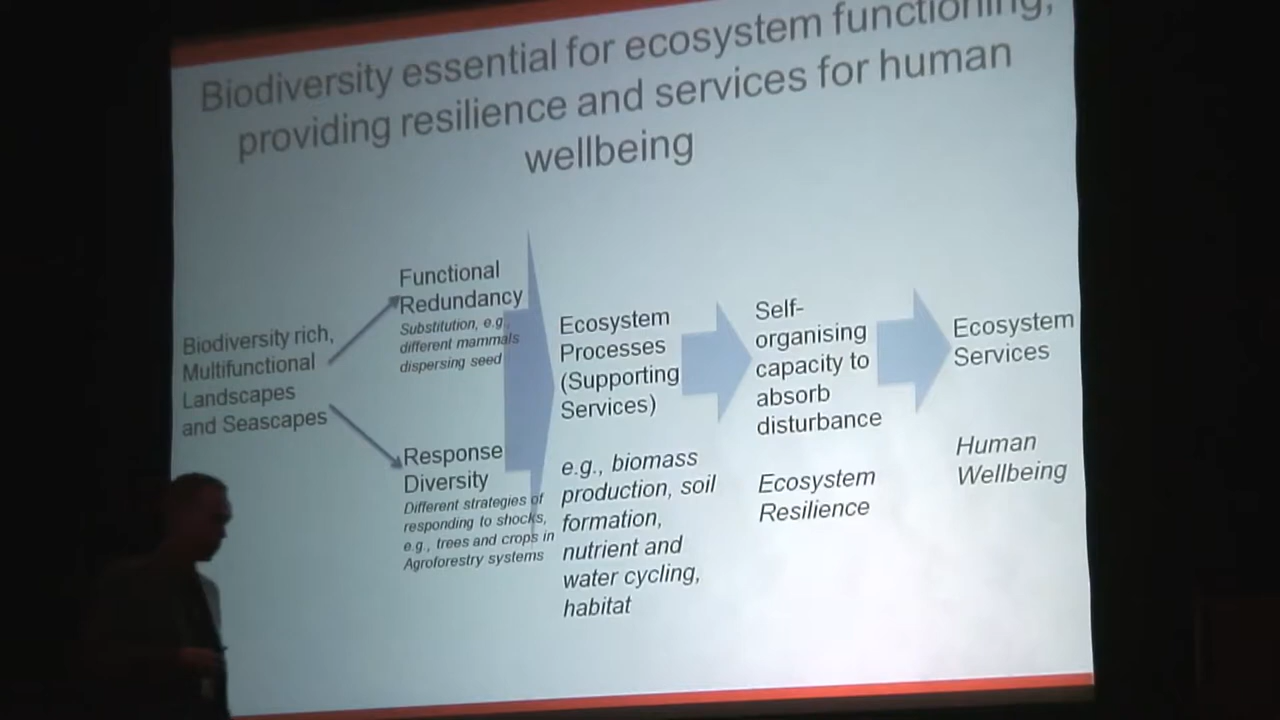 Biodiversity essential for ecosystem functioning,
providing resilience and services for human
wellbeing
Biodiversity rich,
Multifunctional
Landscapes
and Seascapes
Functional
Redundancy
Substitution, e.g.,
different mammals
dispersing seed
Response
Diversity
Different strategies of
responding to shocks,
e.g., trees and crops in
Agroforestry systems
Ecosystem
Processes
(Supporting
Services)
e.g., biomass
production, soil
formation,
nutrient and
water cycling,
habitat
Self-
organising
capacity to
absorb
disturbance
Ecosystem
Resilience
Ecosystem
Services
Human
Wellbeing